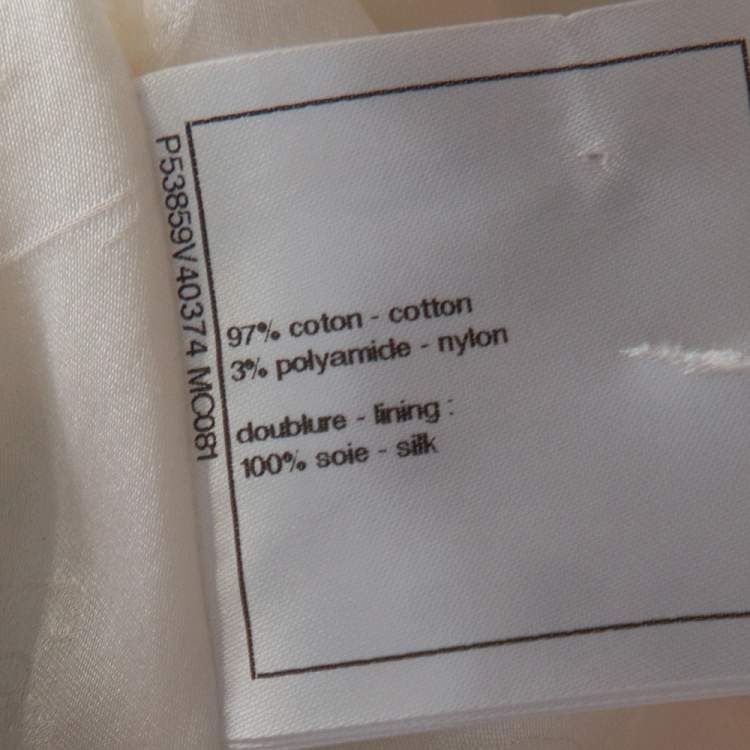 P53859V40374 MC081
97% coton - cotton
3% polyamide - nylon
doublure - lining :
100% soie - silk